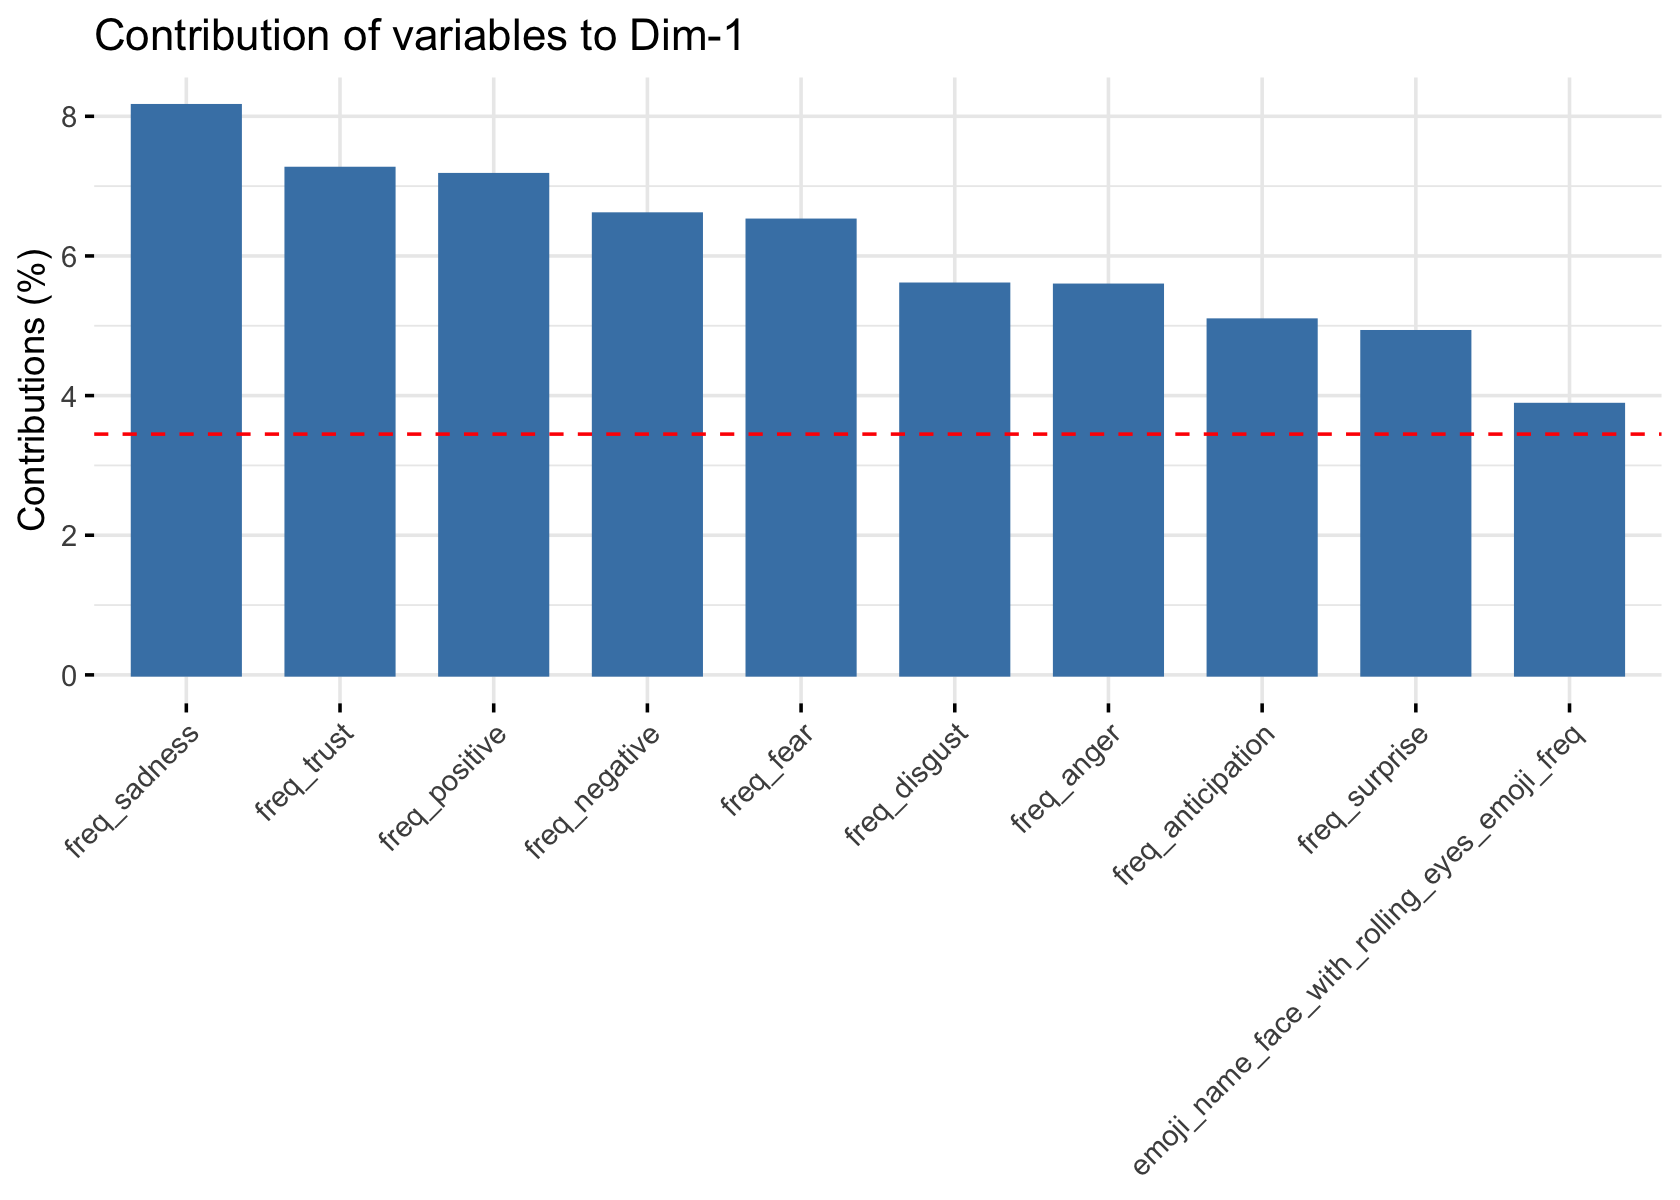 Contribution of variables to Dim-1
Contributions (%)
8
6
4
2
0
freq_sadness
freq_trust
freq_positive
freq_negative
freq_fear
freq_disgust
freq_anger
freq_anticipation
freq_surprise
emoji_name_face_with_rolling_eyes_emoji_freq